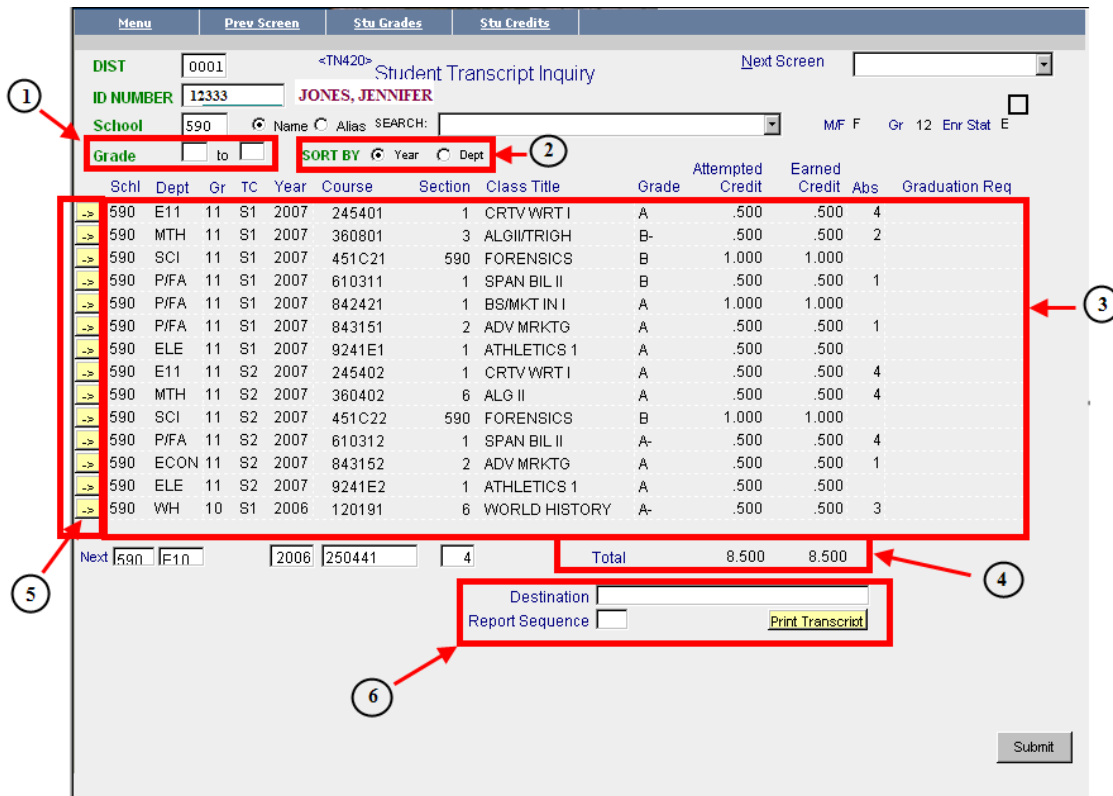 Menu Prev Screen Stu Grades Stu Credits
DIST 0001 <TN420> Student Transcript Inquiry Next Screen
ID NUMBER 12333 JONES, JENNIFER
1
School 590 Name Alias SEARCH: M/F F Gr 12 Enr Stat E
Grade to SORT BY Year Dept 2
Attempted Earned
Schl Dept Gr TC Year Course Section Class Title Grade Credit Credit Abs Graduation Req
-> 590 E11 11 S1 2007 245401 1 CRTV WRT I A .500 .500 4
-> 590 MTH 11 S1 2007 360801 3 ALGII/TRIGH B- .500 .500 2
-> 590 SCI 11 S1 2007 451C21 590 FORENSICS B 1.000 1.000
-> 590 P/FA 11 S1 2007 610311 1 SPAN BIL II B .500 .500 1
-> 590 P/FA 11 S1 2007 842421 1 BS/MKT IN I A 1.000 1.000
3
-> 590 P/FA 11 S1 2007 843151 2 ADV MRKTG A .500 .500 1
-> 590 ELE 11 S1 2007 9241E1 1 ATHLETICS 1 A .500 .500
-> 590 E11 11 S2 2007 245402 1 CRTV WRT I A .500 .500 4
-> 590 MTH 11 S2 2007 360402 6 ALG II A .500 .500 4
-> 590 SCI 11 S2 2007 451C22 590 FORENSICS B 1.000 1.000
-> 590 P/FA 11 S2 2007 610312 1 SPAN BIL II A- .500 .500 4
-> 590 ECON 11 S2 2007 843152 2 ADV MRKTG A .500 .500 1
-> 590 ELE 11 S2 2007 9241E2 1 ATHLETICS 1 A .500 .500
-> 590 WH 10 S1 2006 120191 6 WORLD HISTORY A- .500 .500 3
Next 590 E10 2006 250441 4 Total 8.500 8.500
4
5
Destination
Report Sequence Print Transcript
6
Submit